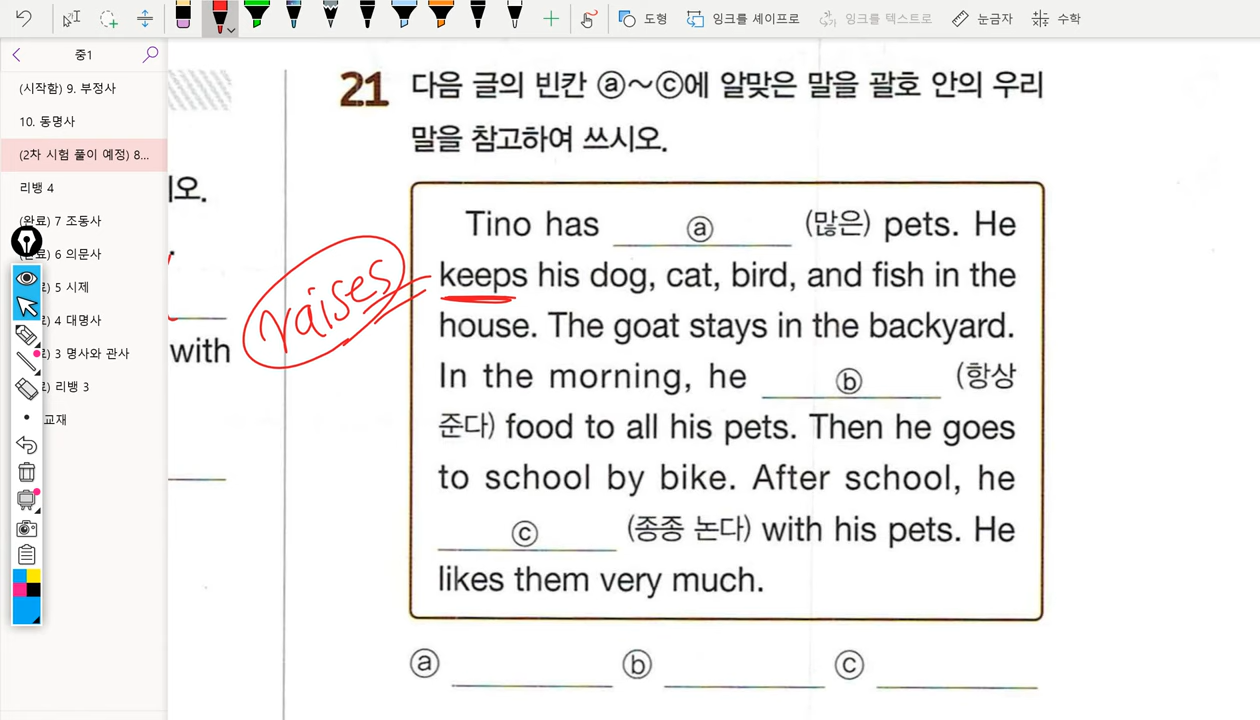 도형
잉크를 셰이프로
잉크를 텍스트로
눈금자
수학
중1
(시작함) 9. 부정사
10. 동명사
(2차 시험 풀이 예정) 8...
리뱅 4
(완료) 7 조동사
6 의문사
5 시제
4 대명사
3 명사와 관사
리뱅 3
교재
오.
with
raises
21 다음 글의 빈칸 ⓐ~ⓒ에 알맞은 말을 괄호 안의 우리
말을 참고하여 쓰시오.
Tino has ⓐ (많은) pets. He
keeps his dog, cat, bird, and fish in the
house. The goat stays in the backyard.
In the morning, he ⓑ (항상
준다) food to all his pets. Then he goes
to school by bike. After school, he
ⓒ (종종 논다) with his pets. He
likes them very much.
ⓐ ⓑ ⓒ